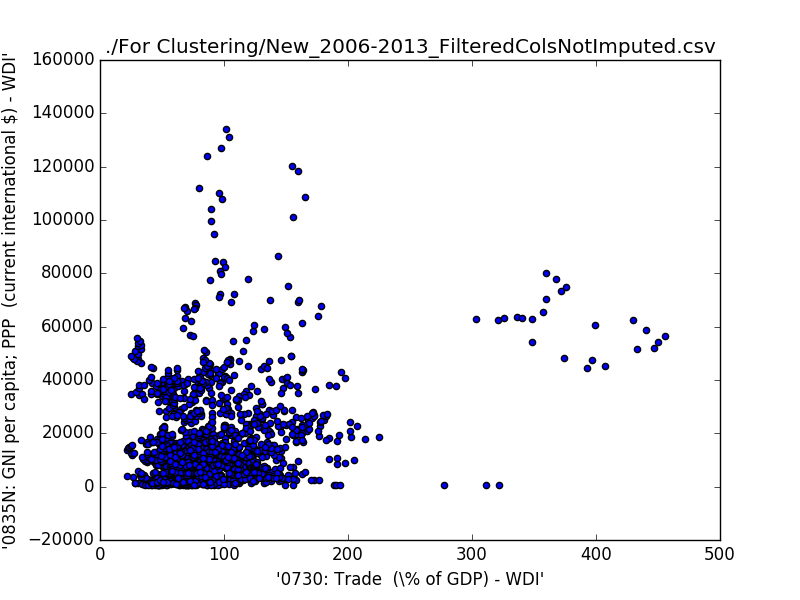 ./For Clustering/New_2006-2013_FilteredColsNotImputed.csv
160000
140000
120000
100000
80000
60000
40000
20000
0
−20000
'0835N: GNI per capita; PPP  (current international $) - WDI'
0 100 200 300 400 500
'0730: Trade  (\% of GDP) - WDI'